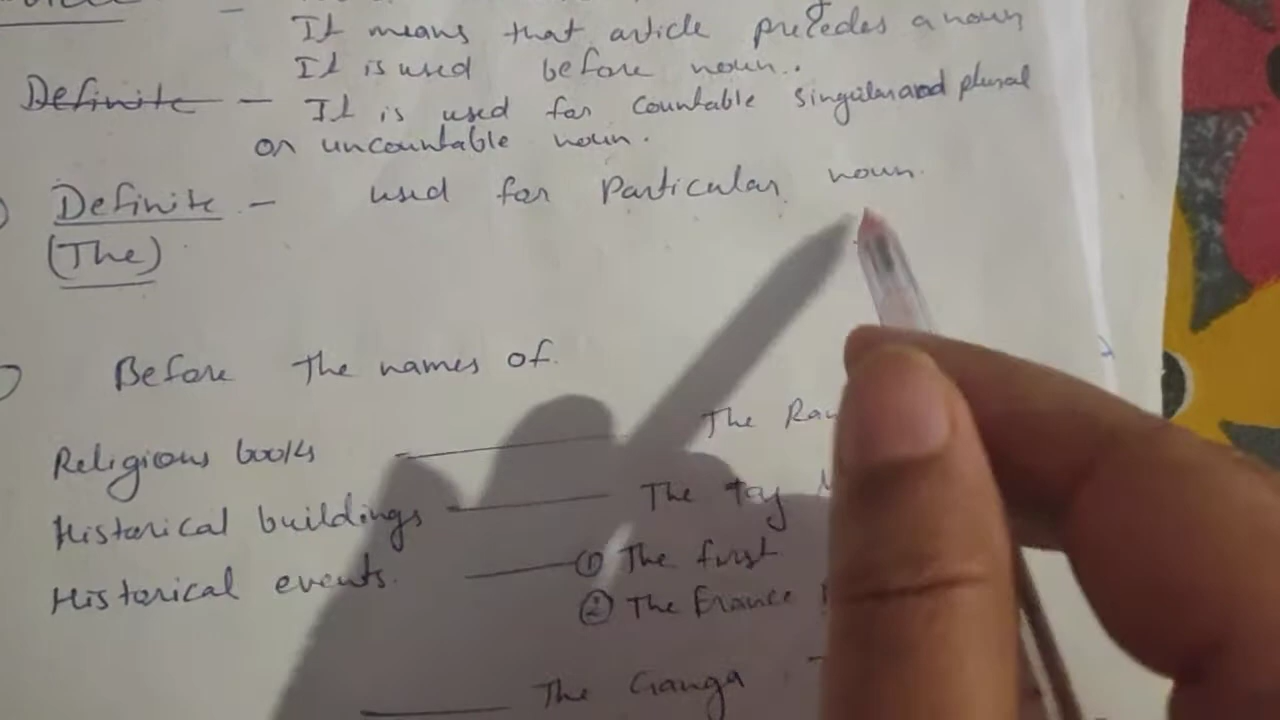 It means that article precedes a noun
It is used before noun..
Definite - It is used for countable singular and plural
or uncountable noun.
Definite - used for Particular noun.
(The)
Before the names of.
Religious books The
Historical buildings The Taj
Historical events. ① The first
② The France
The Ganga